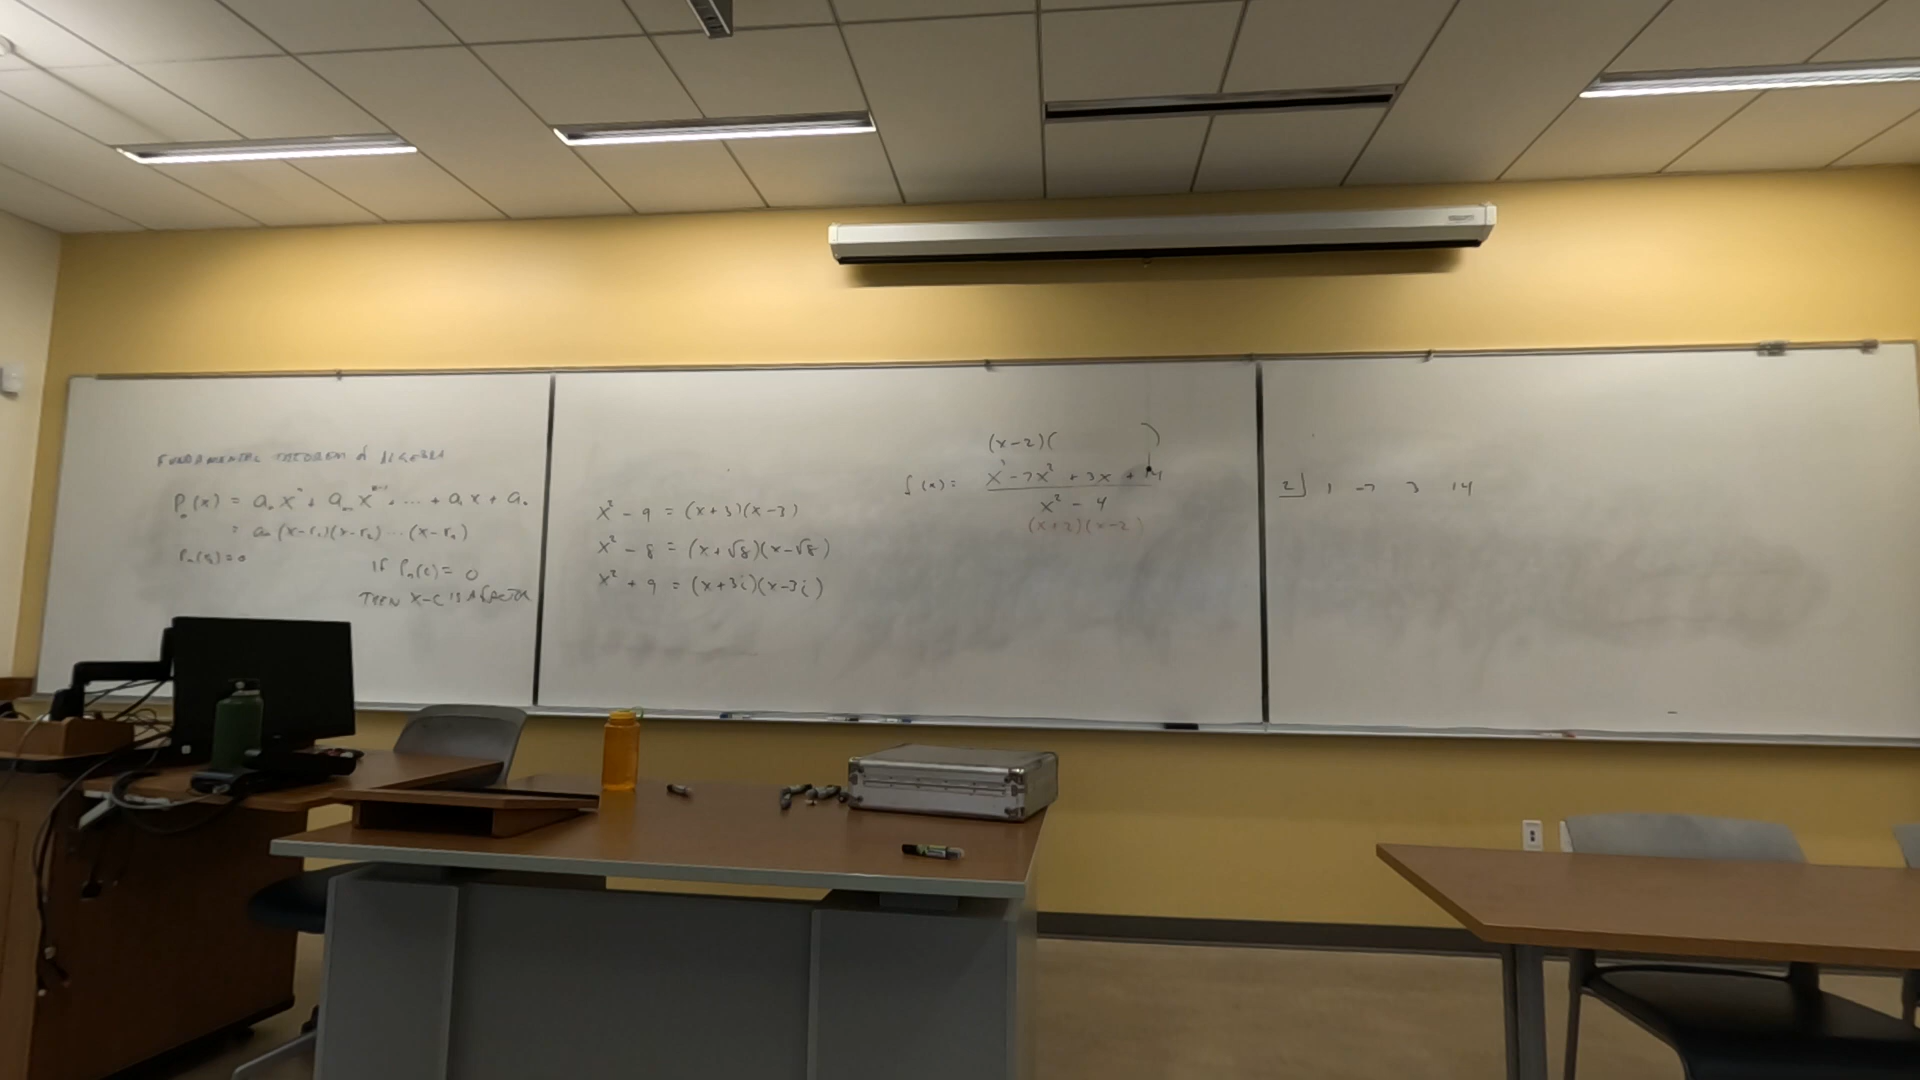 FUNDAMENTAL THEOREM of ALGEBRA
Pₙ(x) = aₙxⁿ + aₙ₋₁xⁿ⁻¹ + ... + a₁x + a₀
= aₙ(x-r₁)(x-r₂)...(x-rₙ)
IF Pₙ(c) = 0
THEN X-C IS A FACTOR
x² - 9 = (x+3)(x-3)
x² - 8 = (x+√8)(x-√8)
x² + 9 = (x+3i)(x-3i)
(x-2)( )
f(x) = x³ - 7x² + 3x + 14
x² - 4
(x+2)(x-2)
2 | 1 -7 3 14